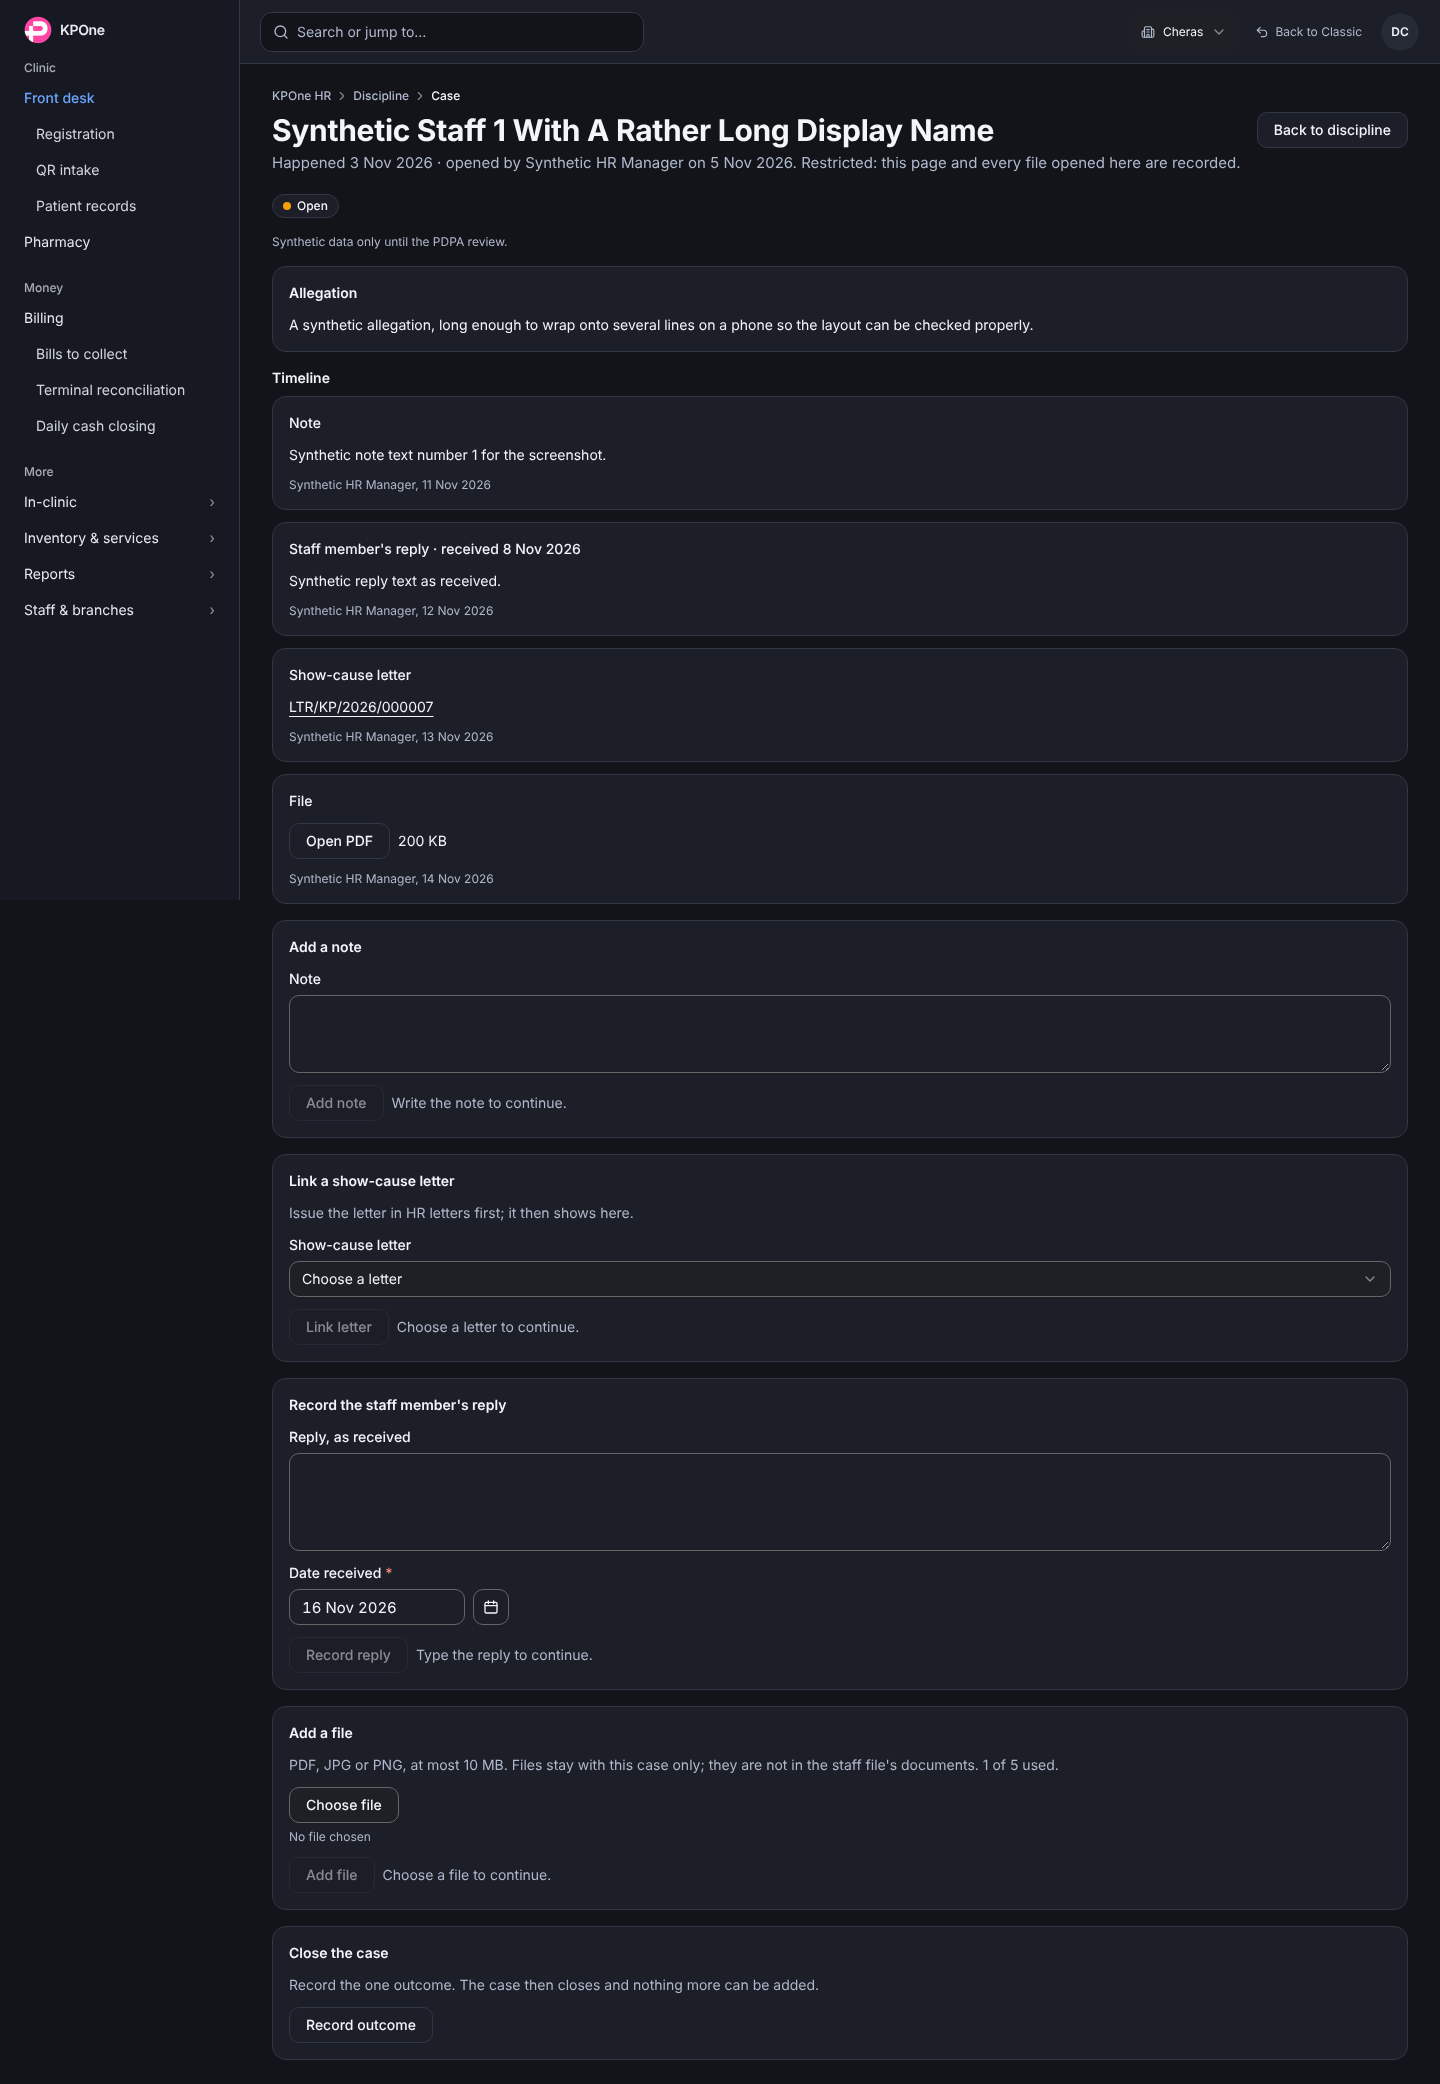 KPOne
Clinic
Front desk
Registration
QR intake
Patient records
Pharmacy
Money
Billing
Bills to collect
Terminal reconciliation
Daily cash closing
More
In-clinic
Inventory & services
Reports
Staff & branches
Search or jump to...
Cheras
Back to Classic
DC
KPOne HR > Discipline > Case
Synthetic Staff 1 With A Rather Long Display Name
Back to discipline
Happened 3 Nov 2026 · opened by Synthetic HR Manager on 5 Nov 2026. Restricted: this page and every file opened here are recorded.
Open
Synthetic data only until the PDPA review.
Allegation
A synthetic allegation, long enough to wrap onto several lines on a phone so the layout can be checked properly.
Timeline
Note
Synthetic note text number 1 for the screenshot.
Synthetic HR Manager, 11 Nov 2026
Staff member's reply · received 8 Nov 2026
Synthetic reply text as received.
Synthetic HR Manager, 12 Nov 2026
Show-cause letter
LTR/KP/2026/000007
Synthetic HR Manager, 13 Nov 2026
File
Open PDF 200 KB
Synthetic HR Manager, 14 Nov 2026
Add a note
Note
Add note Write the note to continue.
Link a show-cause letter
Issue the letter in HR letters first; it then shows here.
Show-cause letter
Choose a letter
Link letter Choose a letter to continue.
Record the staff member's reply
Reply, as received
Date received *
16 Nov 2026
Record reply Type the reply to continue.
Add a file
PDF, JPG or PNG, at most 10 MB. Files stay with this case only; they are not in the staff file's documents. 1 of 5 used.
Choose file
No file chosen
Add file Choose a file to continue.
Close the case
Record the one outcome. The case then closes and nothing more can be added.
Record outcome